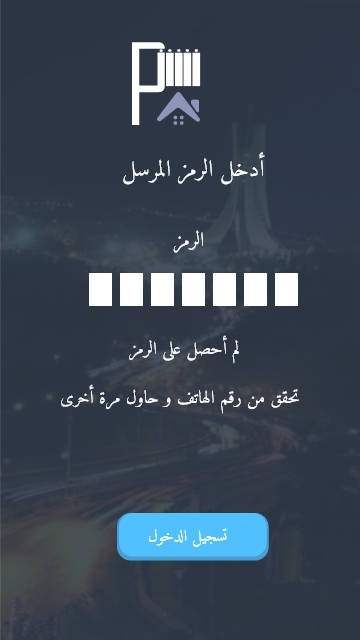 أدخل الرمز المرسل
الرمز
لم أحصل على الرمز
تحقق من رقم الهاتف و حاول مرة أخرى
تسجيل الدخول